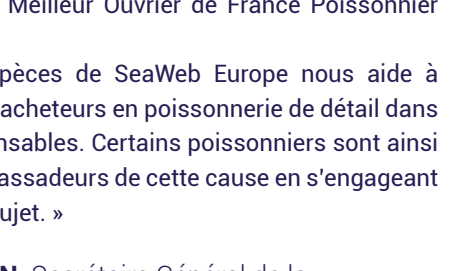 Meilleur Ouvrier de France Poissonnier
pèces de SeaWeb Europe nous aide à
acheteurs en poissonnerie de détail dans
nsables. Certains poissonniers sont ainsi
assadeurs de cette cause en s'engageant
ujet. »
N, Secrétaire Général de la